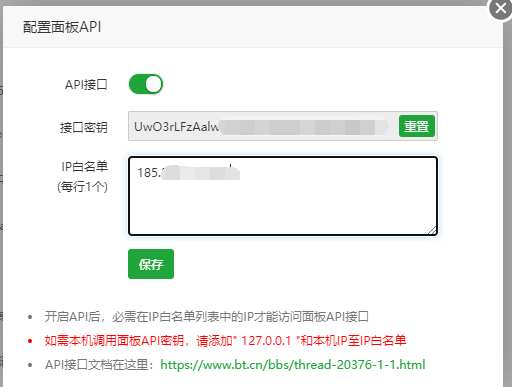 配置面板API
API接口
接口密钥 UwO3rLFzAalw 重置
IP白名单
(每行1个)
185.
保存
开启API后，必需在IP白名单列表中的IP才能访问面板API接口
如需本机调用面板API密钥，请添加" 127.0.0.1 "和本机IP至IP白名单
API接口文档在这里：https://www.bt.cn/bbs/thread-20376-1-1.html